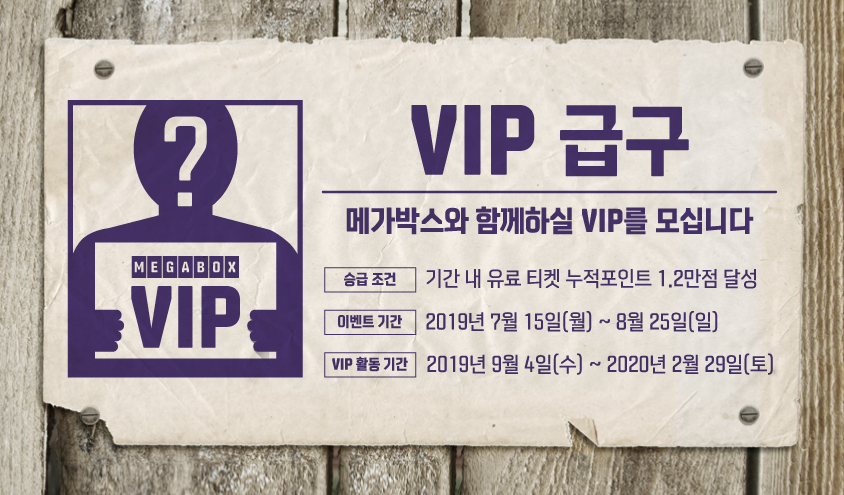 VIP 급구
메가박스와 함께하실 VIP를 모십니다
?
MEGABOX
VIP
승급 조건 기간 내 유료 티켓 누적포인트 1.2만점 달성
이벤트 기간 2019년 7월 15일(월) ~ 8월 25일(일)
VIP 활동 기간 2019년 9월 4일(수) ~ 2020년 2월 29일(토)